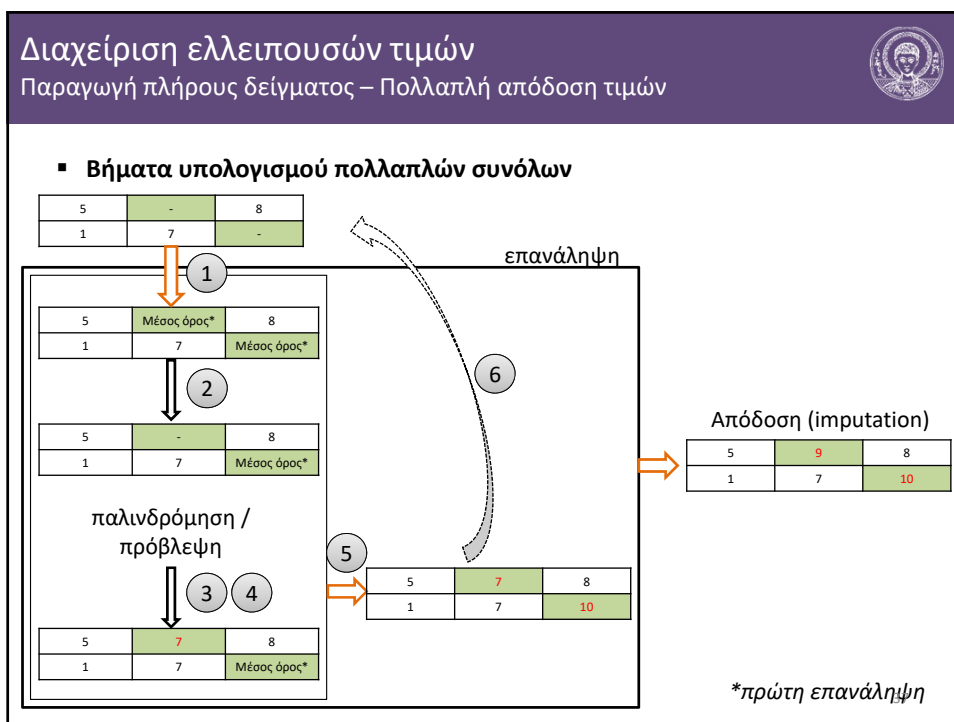 Διαχείριση ελλειπουσών τιμών
Παραγωγή πλήρους δείγματος – Πολλαπλή απόδοση τιμών
▪ Βήματα υπολογισμού πολλαπλών συνόλων
5 - 8
1 7 -
επανάληψη
1
5 Μέσος όρος* 8
1 7 Μέσος όρος*
2
6
5 - 8
1 7 Μέσος όρος*
Απόδοση (imputation)
5 9 8
1 7 10
παλινδρόμηση /
πρόβλεψη
5
3 4
5 7 8
1 7 10
5 7 8
1 7 Μέσος όρος*
*πρώτη επανάληψη